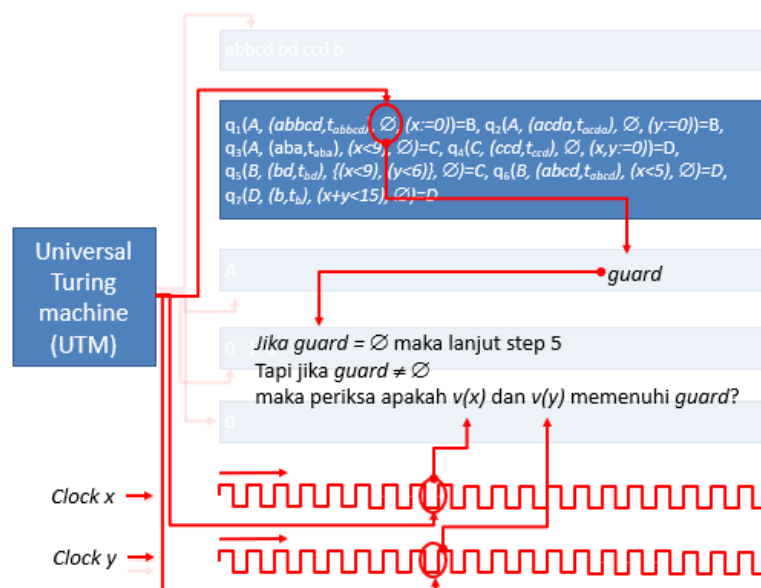 abbcd bd ccd b
q₁(A, (abbcd,t_abbcd), ∅, (x:=0))=B, q₂(A, (acda,t_acda), ∅, (y:=0))=B,
q₃(A, (aba,t_aba), (x<9), ∅)=C, q₄(C, (ccd,t_ccd), ∅, (x,y:=0))=D,
q₅(B, (bd,t_bd), {(x<9), (y<6)}, ∅)=C, q₆(B, (abcd,t_abcd), (x<5), ∅)=D,
q₇(D, (b,t_b), (x+y<15), ∅)=D
Universal
Turing
machine
(UTM)
A
guard
0
Jika guard = ∅ maka lanjut step 5
Tapi jika guard ≠ ∅
maka periksa apakah v(x) dan v(y) memenuhi guard?
0
Clock x
Clock y